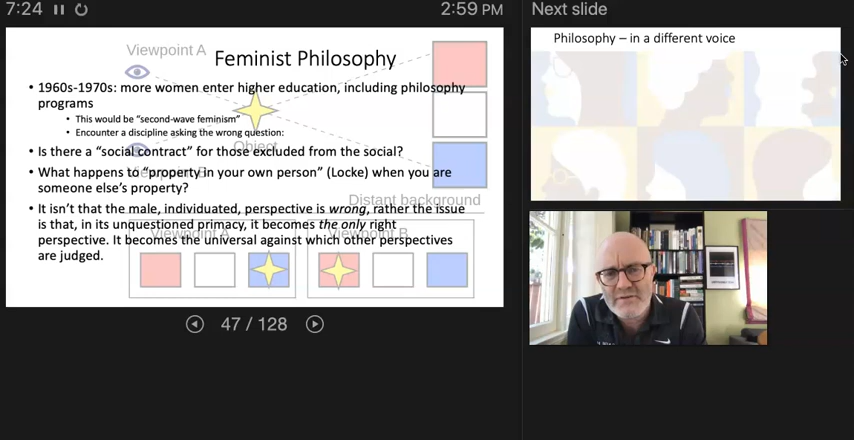 7:24
2:59 PM
Next slide
Feminist Philosophy
Viewpoint A
• 1960s-1970s: more women enter higher education, including philosophy
programs
• This would be “second-wave feminism”
• Encounter a discipline asking the wrong question:
Object
• Is there a “social contract” for those excluded from the social?
• What happens to “property in your own person” (Locke) when you are
someone else’s property?
Viewpoint B
Distant background
• It isn’t that the male, individuated, perspective is wrong, rather the issue
is that, in its unquestioned primacy, it becomes the only right
perspective. It becomes the universal against which other perspectives
are judged.
Viewpoint A
Viewpoint B
47 / 128
Philosophy – in a different voice